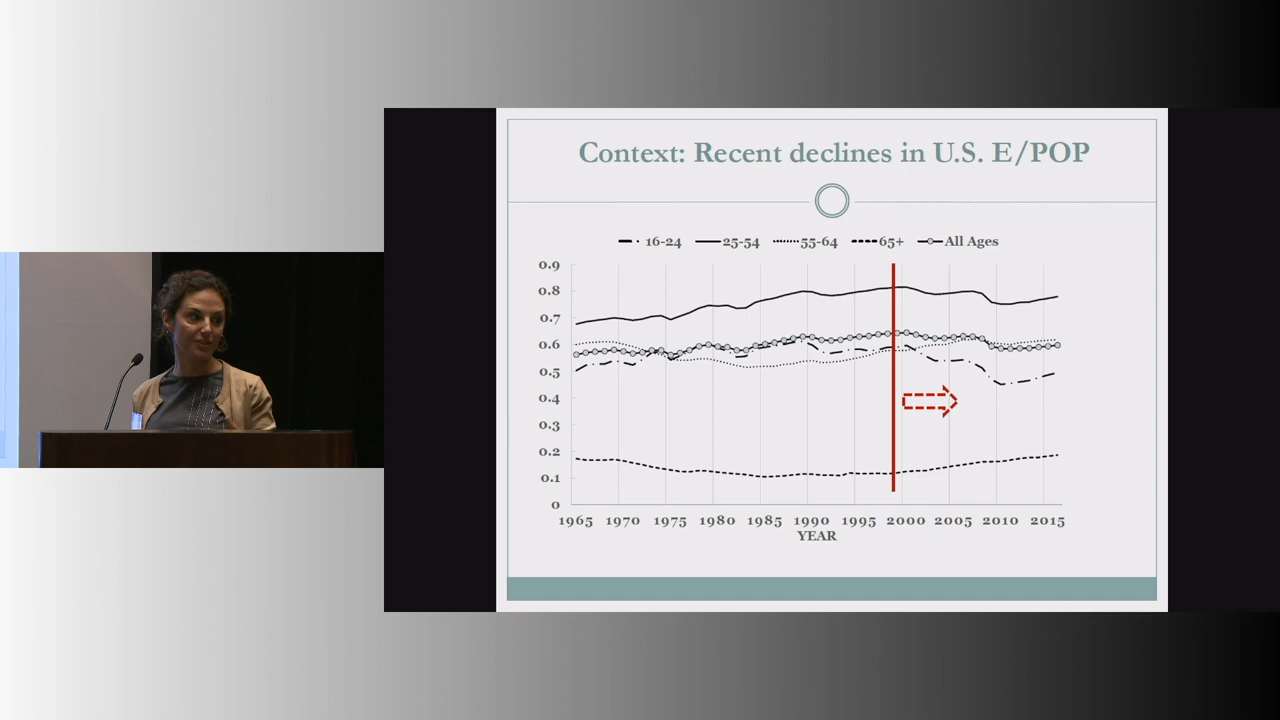 Context: Recent declines in U.S. E/POP
16-24 25-54 55-64 65+ All Ages
0.9
0.8
0.7
0.6
0.5
0.4
0.3
0.2
0.1
0
1965 1970 1975 1980 1985 1990 1995 2000 2005 2010 2015
YEAR